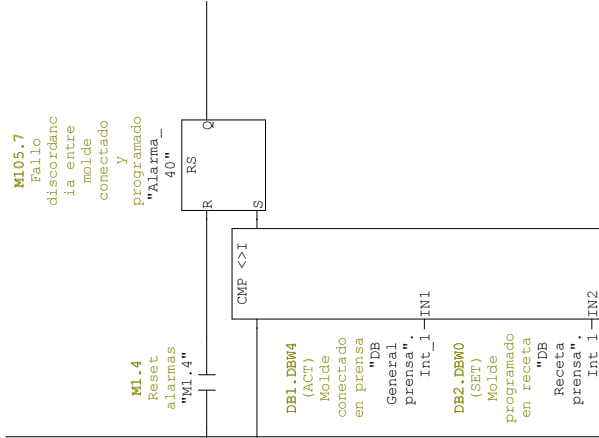 M105.7
Fallo
discordanc
ia entre
molde
conectado
y
programado
"Alarma_
40"
RS
R
Q
S
M1.4
Reset
alarmas
"M1.4"
CMP <>I
DB1.DBW4
(ACT)
Molde
conectado
en prensa
"DB
General
prensa".
Int_1
IN1
DB2.DBW0
(SET)
Molde
programado
en receta
"DB
Receta
prensa".
Int_1
IN2